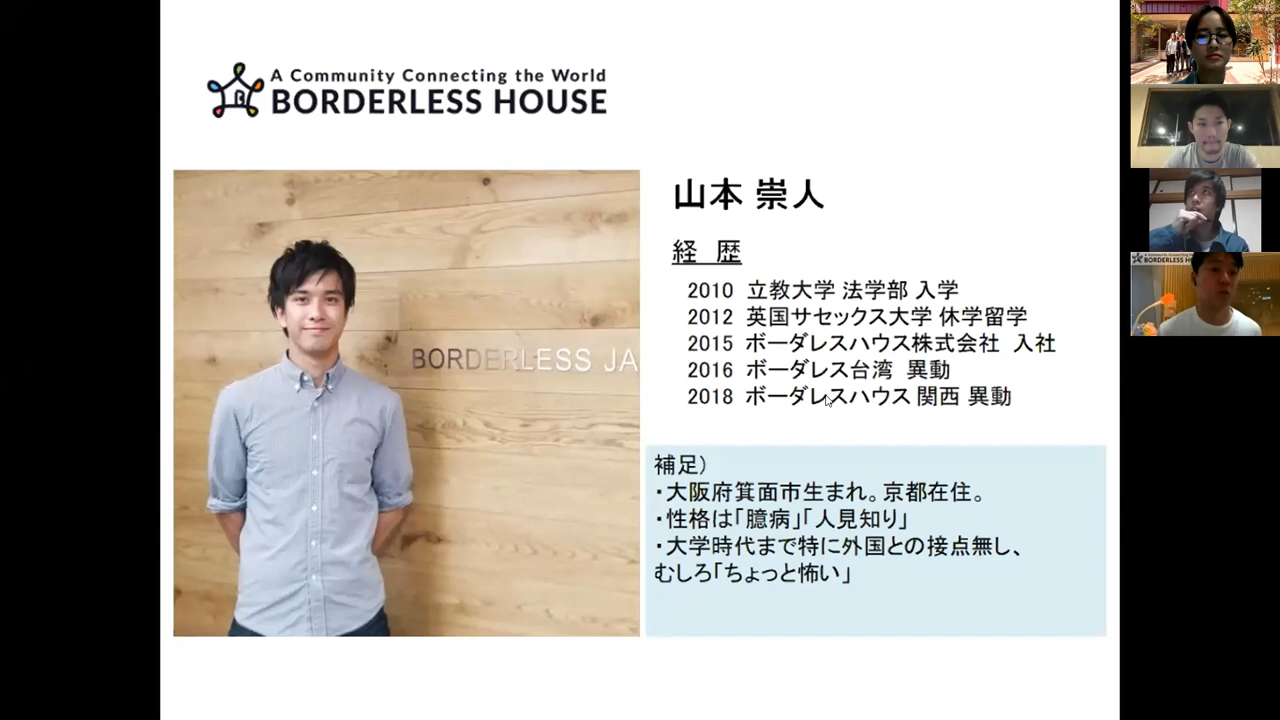 A Community Connecting the World
BORDERLESS HOUSE
山本 崇人
経　歴
2010 立教大学 法学部 入学
2012 英国サセックス大学 休学留学
2015 ボーダレスハウス株式会社 入社
2016 ボーダレス台湾 異動
2018 ボーダレスハウス 関西 異動
BORDERLESS JA
補足）
・大阪府箕面市生まれ。京都在住。
・性格は「臆病」「人見知り」
・大学時代まで特に外国との接点無し、
むしろ「ちょっと怖い」
BORDERLESS H